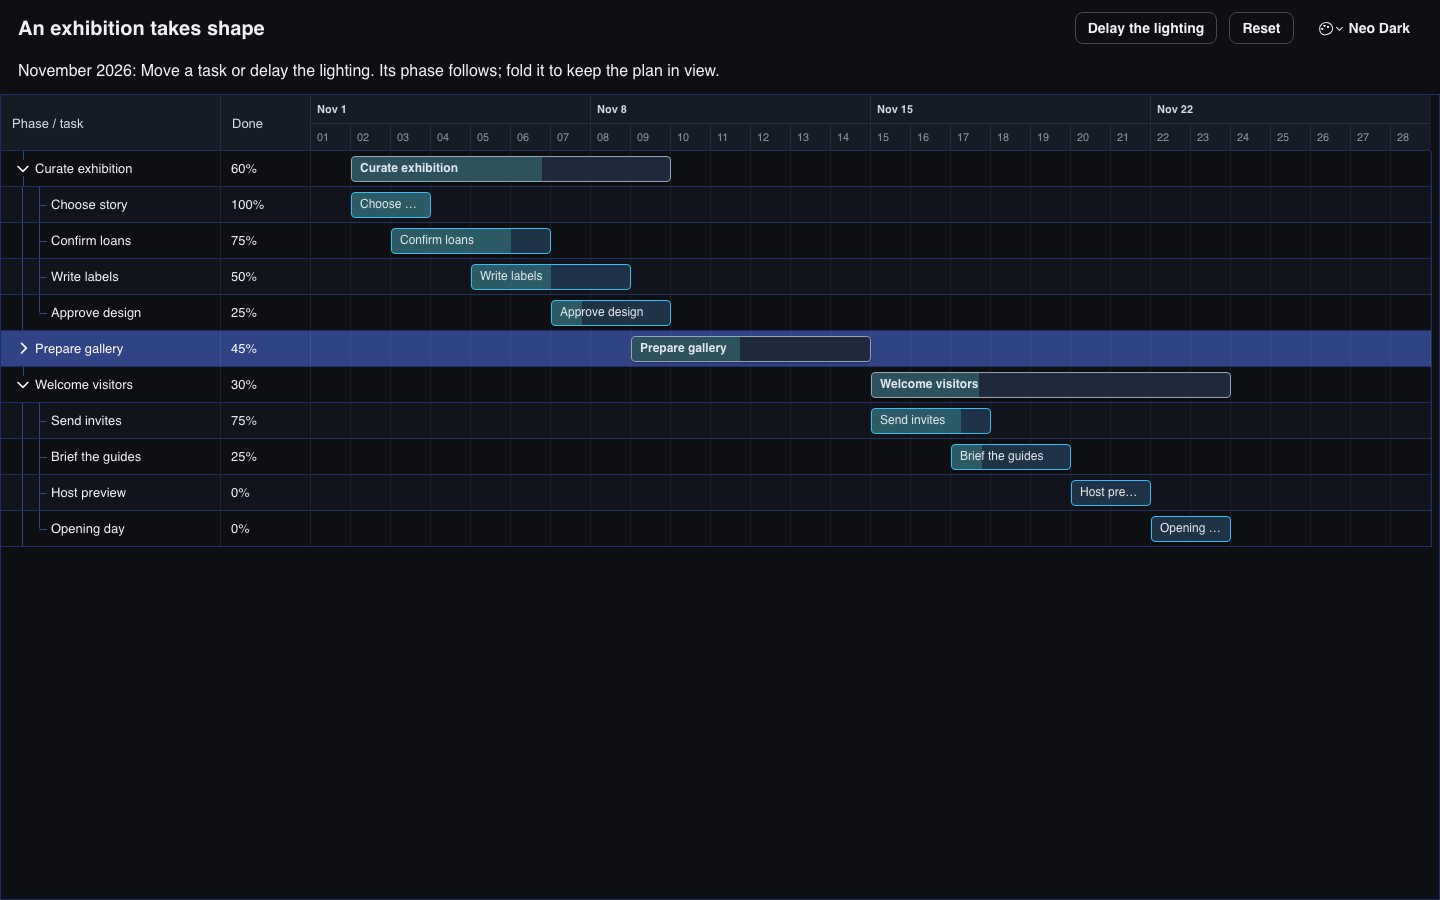 An exhibition takes shape
Delay the lighting
Reset
Neo Dark
November 2026: Move a task or delay the lighting. Its phase follows; fold it to keep the plan in view.
Phase / task
Done
Nov 1
Nov 8
Nov 15
Nov 22
01 02 03 04 05 06 07 08 09 10 11 12 13 14 15 16 17 18 19 20 21 22 23 24 25 26 27 28
Curate exhibition 60% Curate exhibition
Choose story 100% Choose ...
Confirm loans 75% Confirm loans
Write labels 50% Write labels
Approve design 25% Approve design
Prepare gallery 45% Prepare gallery
Welcome visitors 30% Welcome visitors
Send invites 75% Send invites
Brief the guides 25% Brief the guides
Host preview 0% Host pre...
Opening day 0% Opening ...